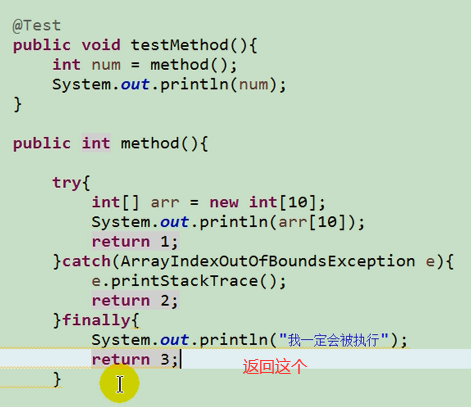 @Test
public void testMethod(){
int num = method();
System.out.println(num);
}
public int method(){
try{
int[] arr = new int[10];
System.out.println(arr[10]);
return 1;
}catch(ArrayIndexOutOfBoundsException e){
e.printStackTrace();
return 2;
}finally{
System.out.println("我一定会被执行");
return 3; 返回这个
}